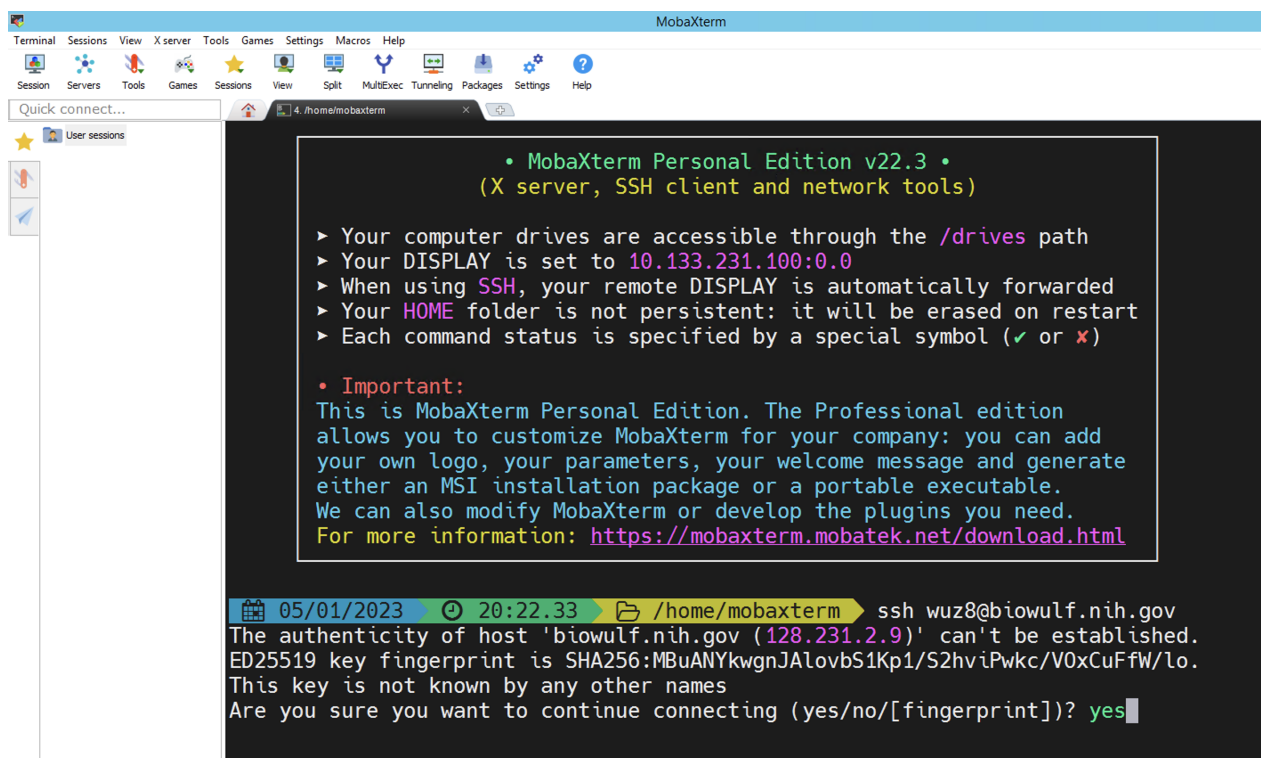 MobaXterm
Terminal Sessions View X server Tools Games Settings Macros Help
Session Servers Tools Games Sessions View Split MultiExec Tunneling Packages Settings Help
Quick connect...
4. /home/mobaxterm
User sessions
• MobaXterm Personal Edition v22.3 •
(X server, SSH client and network tools)
➤ Your computer drives are accessible through the /drives path
➤ Your DISPLAY is set to 10.133.231.100:0.0
➤ When using SSH, your remote DISPLAY is automatically forwarded
➤ Your HOME folder is not persistent: it will be erased on restart
➤ Each command status is specified by a special symbol (✔ or ✘)
• Important:
This is MobaXterm Personal Edition. The Professional edition
allows you to customize MobaXterm for your company: you can add
your own logo, your parameters, your welcome message and generate
either an MSI installation package or a portable executable.
We can also modify MobaXterm or develop the plugins you need.
For more information: https://mobaxterm.mobatek.net/download.html
05/01/2023 20:22.33 /home/mobaxterm ssh wuz8@biowulf.nih.gov
The authenticity of host 'biowulf.nih.gov (128.231.2.9)' can't be established.
ED25519 key fingerprint is SHA256:MBuANYkwgnJAlovbS1Kp1/S2hviPwkc/VOxCuFfW/lo.
This key is not known by any other names
Are you sure you want to continue connecting (yes/no/[fingerprint])? yes